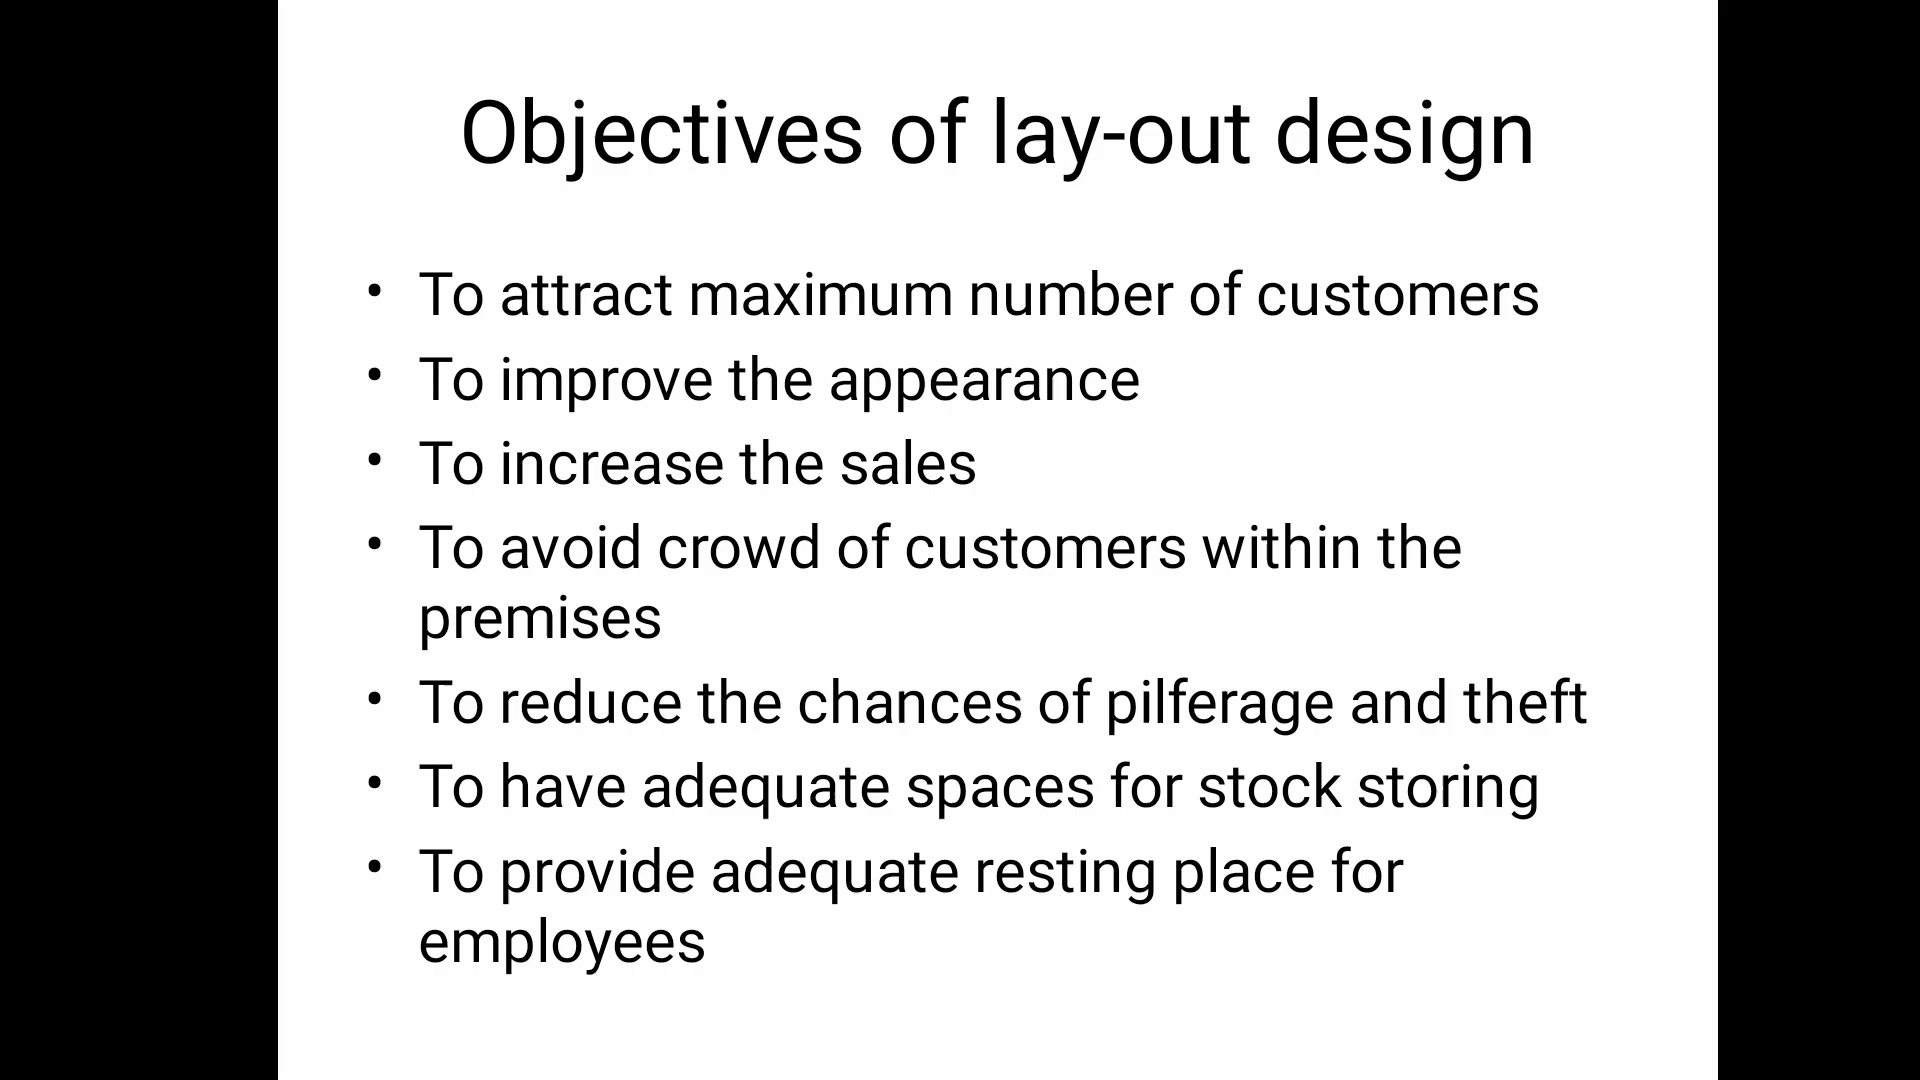 Objectives of lay-out design
• To attract maximum number of customers
• To improve the appearance
• To increase the sales
• To avoid crowd of customers within the
premises
• To reduce the chances of pilferage and theft
• To have adequate spaces for stock storing
• To provide adequate resting place for
employees